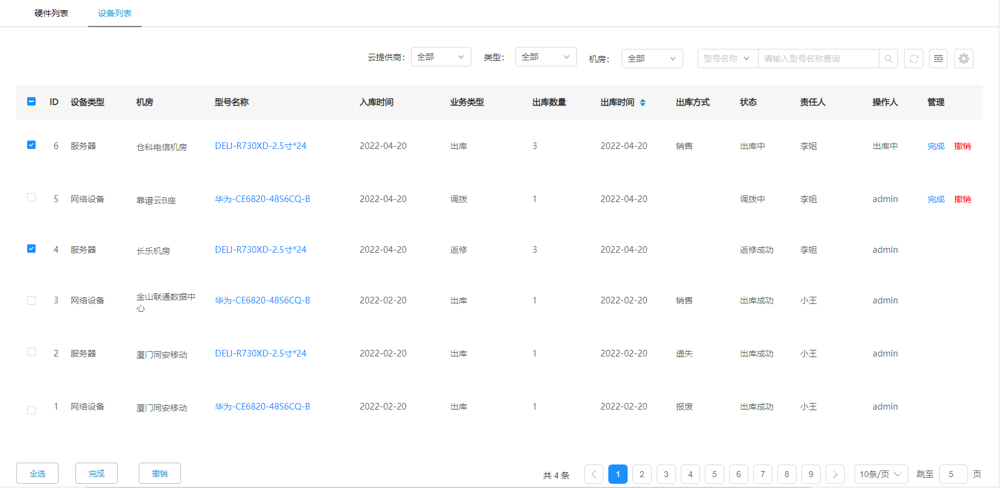 硬件列表 设备列表
云提供商： 全部 类型： 全部 机房： 全部 型号名称 请输入型号名称查询
ID 设备类型 机房 型号名称 入库时间 业务类型 出库数量 出库时间 出库方式 状态 责任人 操作人 管理
6 服务器 仓科电信机房 DELI-R730XD-2.5寸*24 2022-04-20 出库 3 2022-04-20 销售 出库中 李姐 出库中 完成 撤销
5 网络设备 靠谱云B座 华为-CE6820-48S6CQ-B 2022-04-20 调拨 1 2022-04-20 调拨中 李姐 admin 完成 撤销
4 服务器 长乐机房 DELI-R730XD-2.5寸*24 2022-04-20 返修 3 2022-04-20 返修成功 李姐 admin
3 网络设备 金山联通数据中 华为-CE6820-48S6CQ-B 2022-02-20 出库 1 2022-02-20 销售 出库成功 小王 admin
心
2 服务器 厦门同安移动 DELI-R730XD-2.5寸*24 2022-02-20 出库 1 2022-02-20 遗失 出库成功 小王 admin
1 网络设备 厦门同安移动 华为-CE6820-48S6CQ-B 2022-02-20 出库 1 2022-02-20 报废 出库成功 小王 admin
全选 完成 撤销 共 4 条 1 2 3 4 5 6 7 8 9 10条/页 跳至 5 页